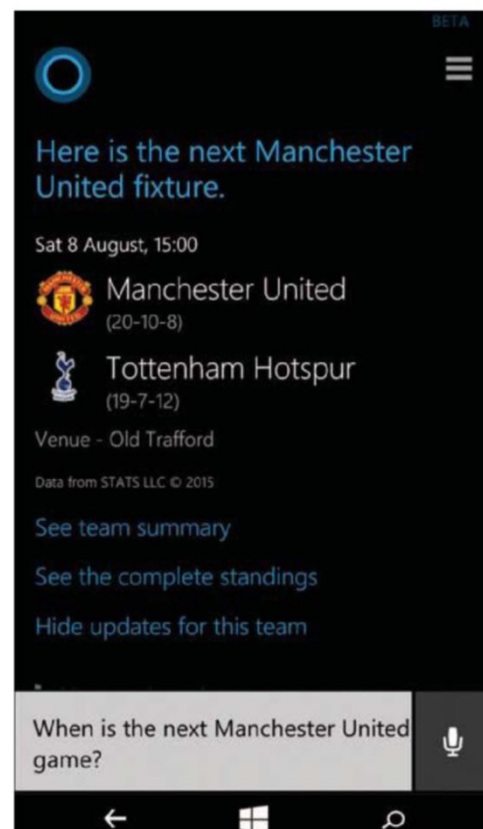 BETA
Here is the next Manchester
United fixture.
Sat 8 August, 15:00
Manchester United
(20-10-8)
Tottenham Hotspur
(19-7-12)
Venue - Old Trafford
Data from STATS LLC © 2015
See team summary
See the complete standings
Hide updates for this team
When is the next Manchester United
game?